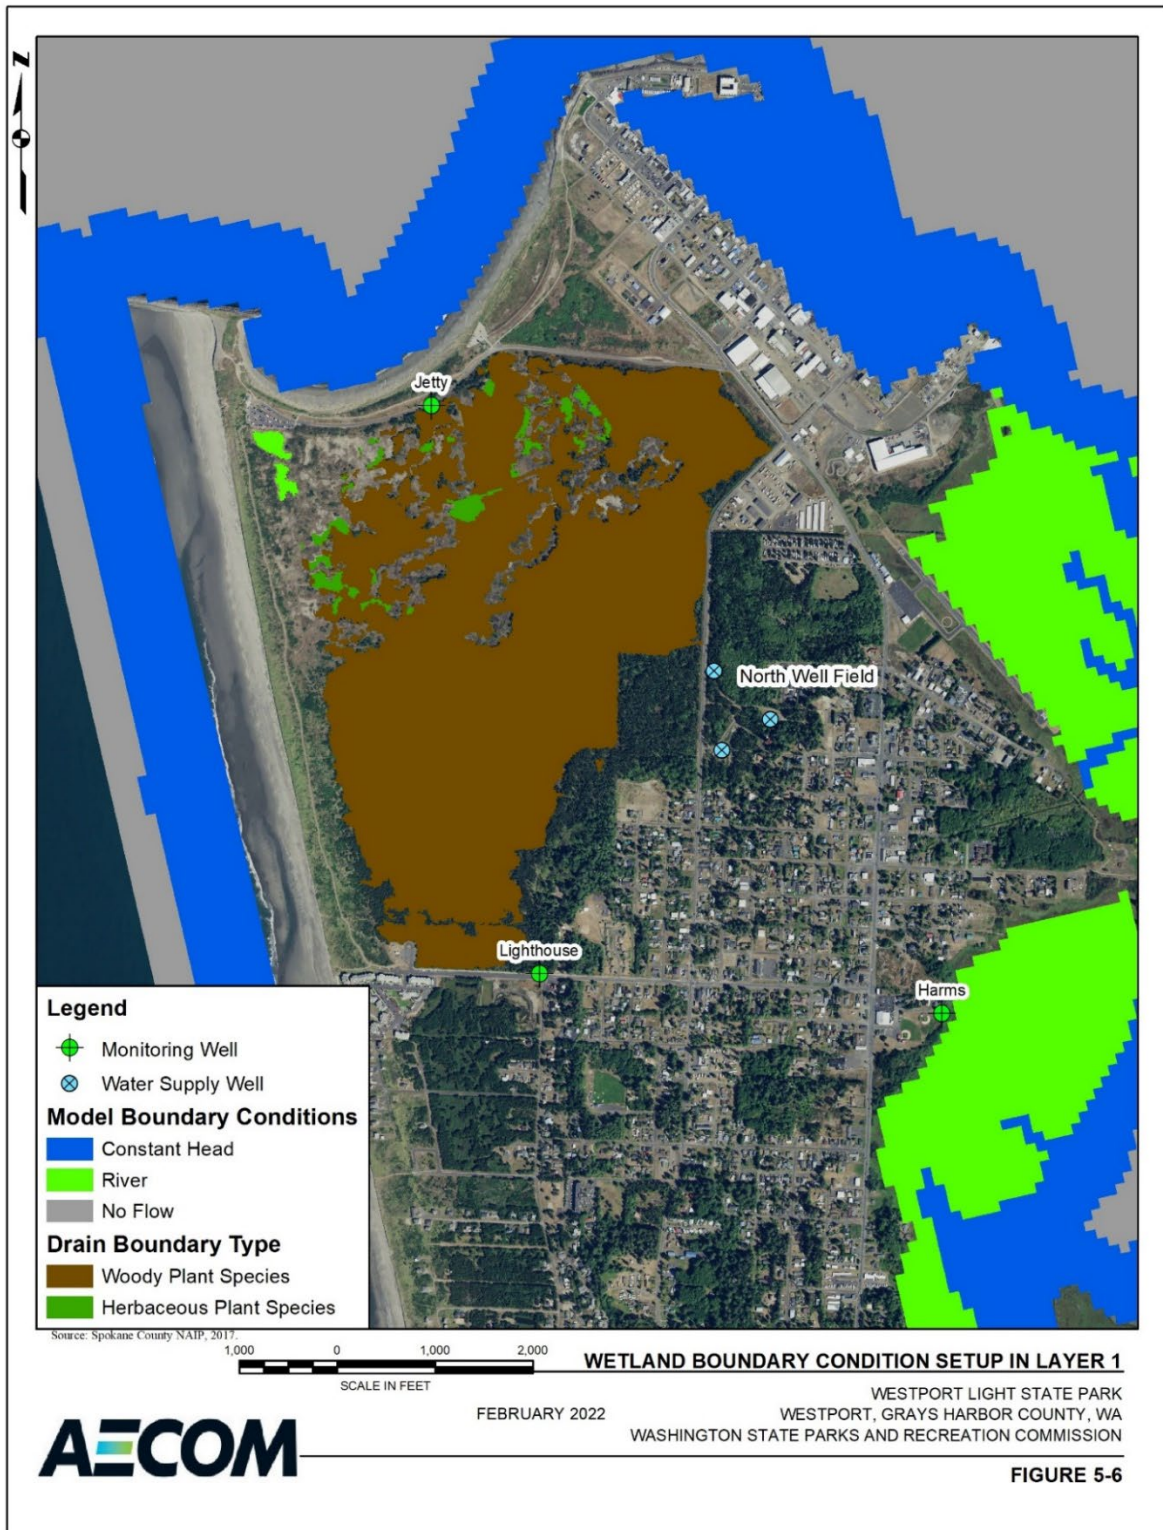 N
Jetty
North Well Field
Lighthouse
Harms
Legend
Monitoring Well
Water Supply Well
Model Boundary Conditions
Constant Head
River
No Flow
Drain Boundary Type
Woody Plant Species
Herbaceous Plant Species
Source: Spokane County NAIP, 2017.
1,000 0 1,000 2,000
SCALE IN FEET
WETLAND BOUNDARY CONDITION SETUP IN LAYER 1
FEBRUARY 2022
WESTPORT LIGHT STATE PARK
WESTPORT, GRAYS HARBOR COUNTY, WA
WASHINGTON STATE PARKS AND RECREATION COMMISSION
AECOM
FIGURE 5-6